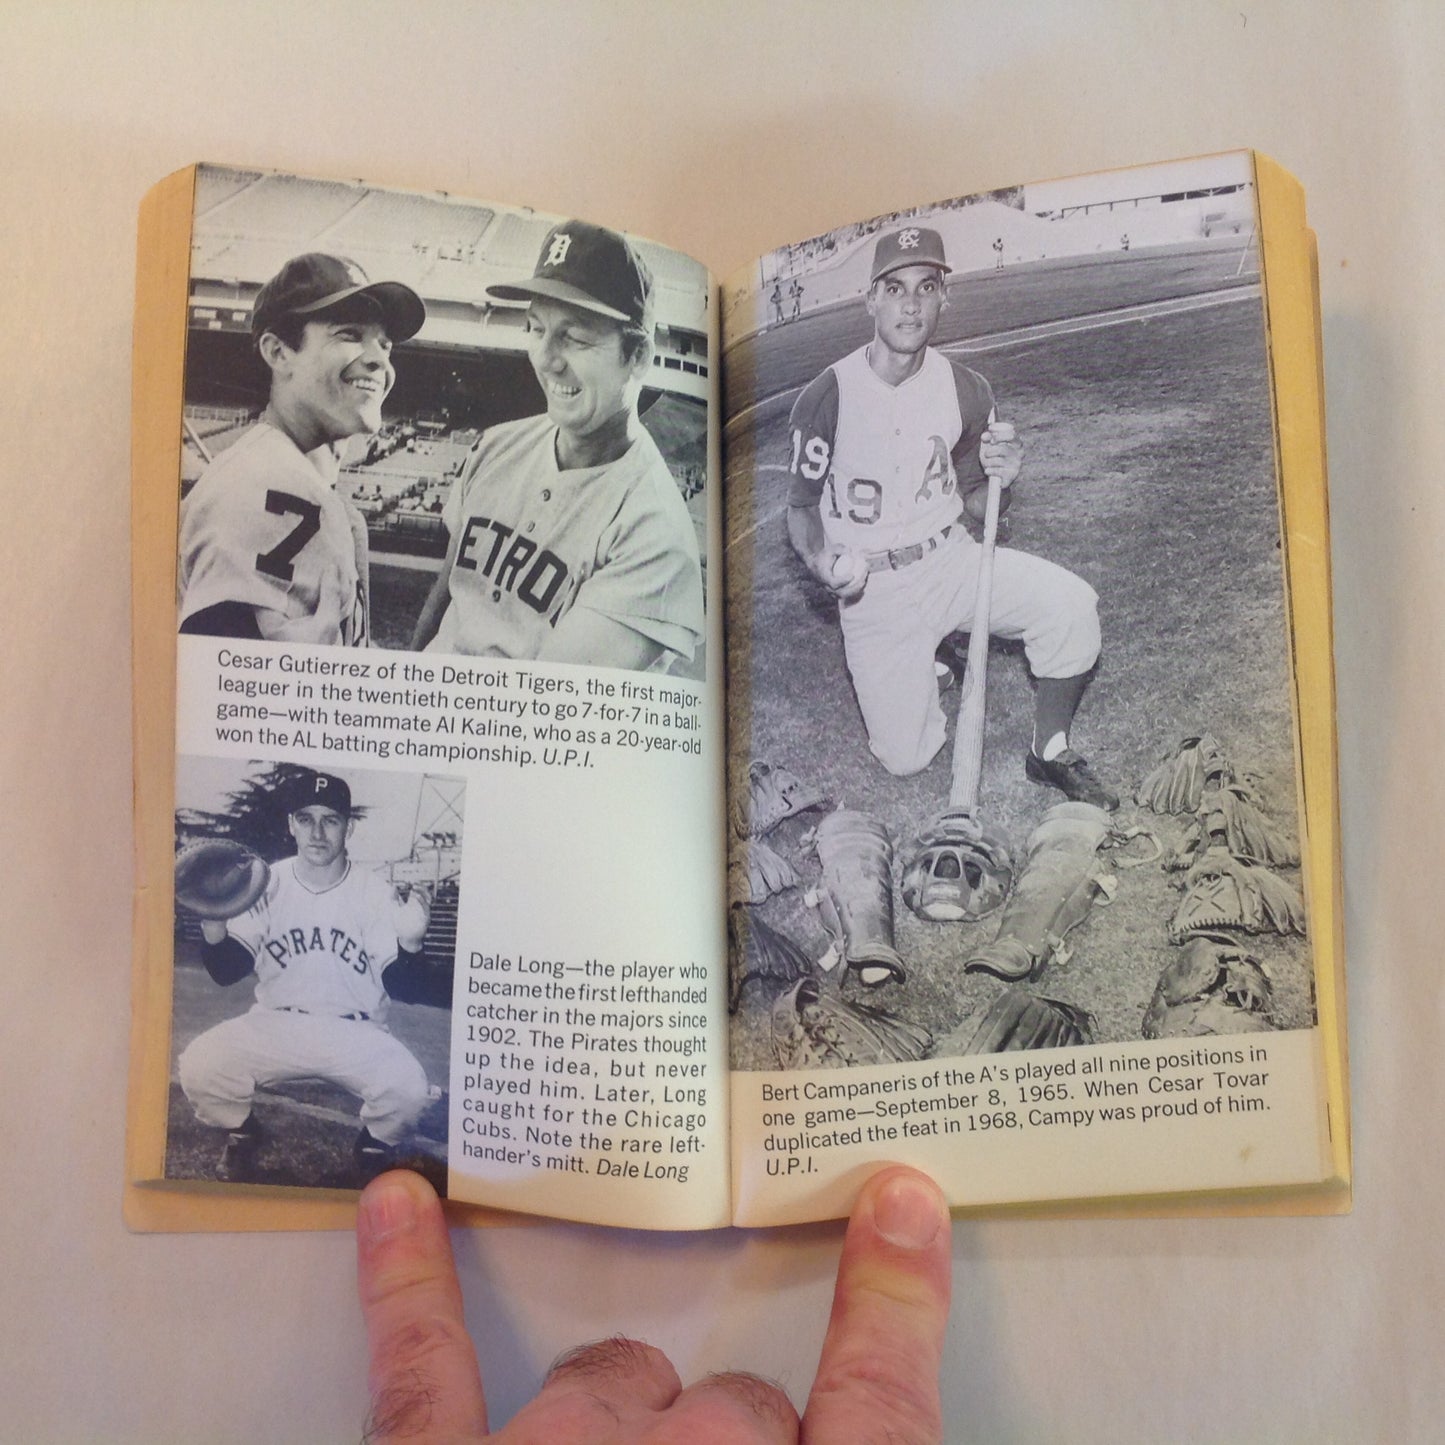 D
7
ETRO
9
Cesar Gutierrez of the Detroit Tigers, the first major-
leaguer in the twentieth century to go 7-for-7 in a ball-
game—with teammate Al Kaline, who as a 20-year-old
won the AL batting championship. U.P.I.
P
PIRATES
Dale Long—the player who
became the first lefthanded
catcher in the majors since
1902. The Pirates thought
up the idea, but never
played him. Later, Long
caught for the Chicago
Cubs. Note the rare left-
hander's mitt. Dale Long
KC
19
19
A
Bert Campaneris of the A's played all nine positions in
one game—September 8, 1965. When Cesar Tovar
duplicated the feat in 1968, Campy was proud of him.
U.P.I.